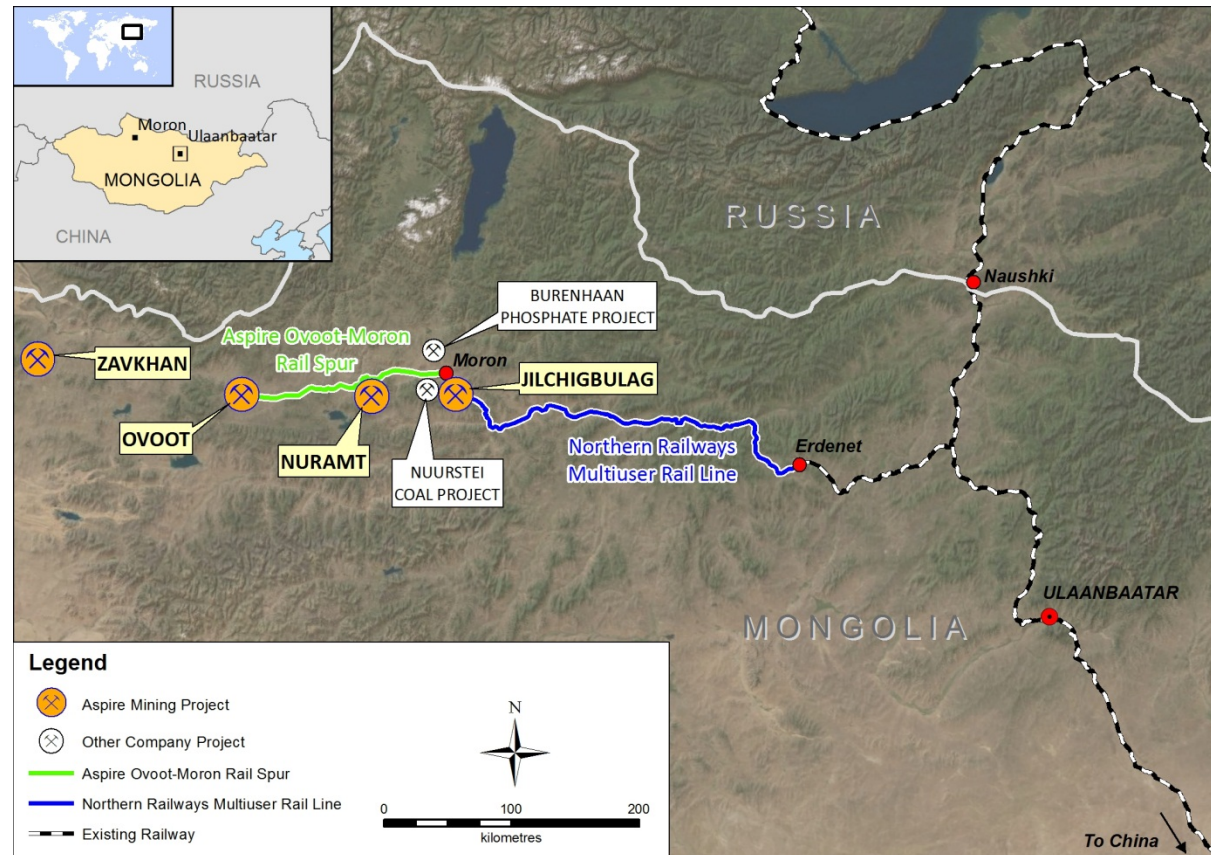 RUSSIA
Moron
Ulaanbaatar
MONGOLIA
CHINA
RUSSIA
Naushki
BURENHAAN
PHOSPHATE PROJECT
Aspire Ovoot-Moron
Rail Spur
ZAVKHAN
Moron
JILCHIGBULAG
OVOOT
NURAMT
NUURSTEI
COAL PROJECT
Northern Railways
Multiuser Rail Line
Erdenet
ULAANBAATAR
MONGOLIA
To China
Legend
Aspire Mining Project
Other Company Project
Aspire Ovoot-Moron Rail Spur
Northern Railways Multiuser Rail Line
Existing Railway
N
0 100 200
kilometres